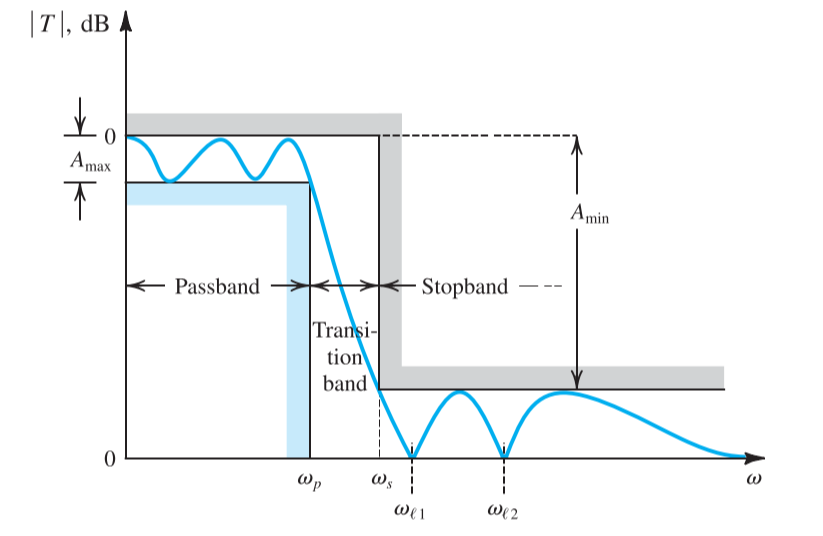 |T|, dB
0
A_max
A_min
Passband
Stopband
Transi-
tion
band
0
ω_p
ω_s
ω
ω_ℓ1
ω_ℓ2